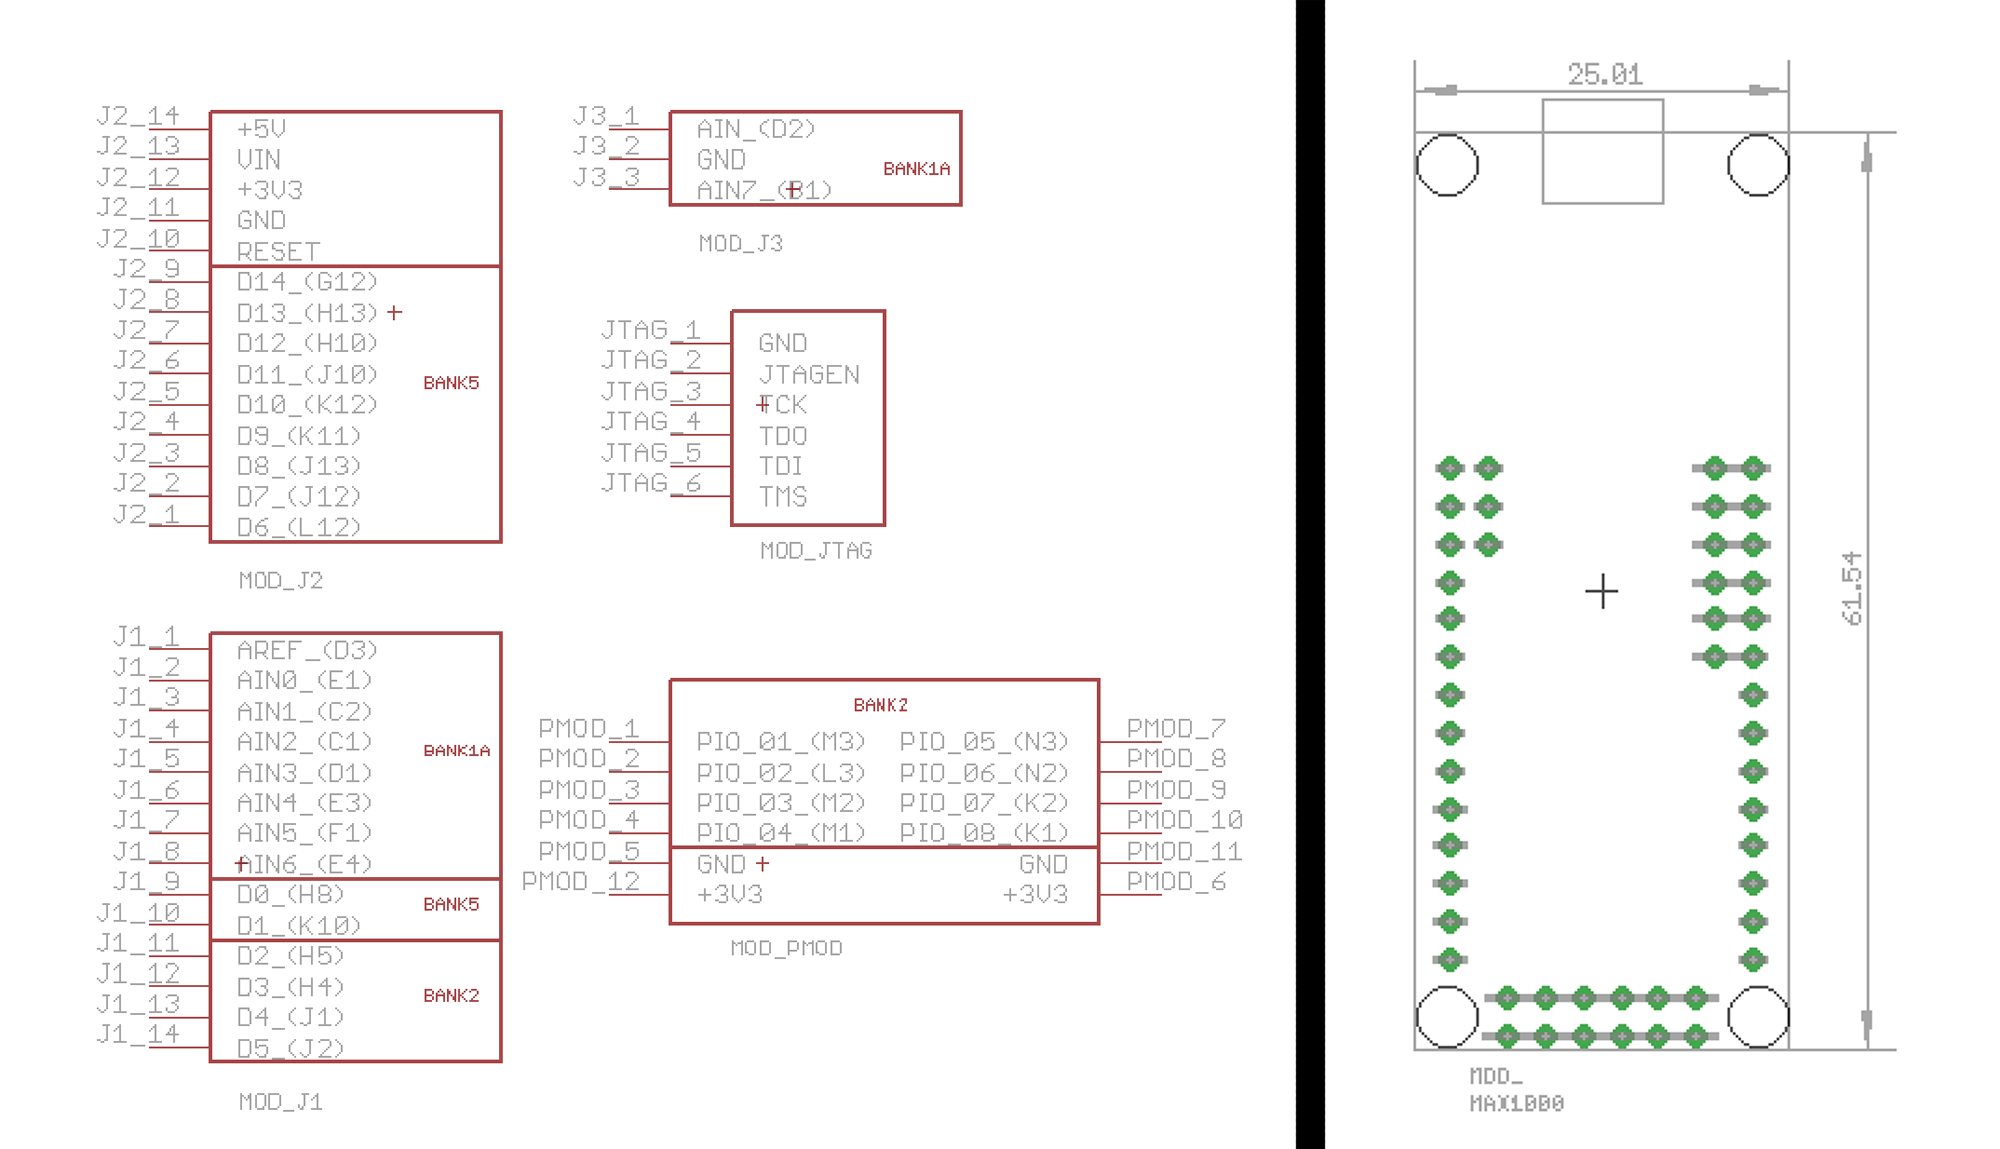 J2_14 +5V
J2_13 VIN
J2_12 +3V3
J2_11 GND
J2_10 RESET
J2_9 D14_(G12)
J2_8 D13_(H13)
J2_7 D12_(H10)
J2_6 D11_(J10)
BANK5
J2_5 D10_(K12)
J2_4 D9_(K11)
J2_3 D8_(J13)
J2_2 D7_(J12)
J2_1 D6_(L12)
MOD_J2
J1_1 AREF_(D3)
J1_2 AIN0_(E1)
J1_3 AIN1_(C2)
J1_4 AIN2_(C1)
BANK1A
J1_5 AIN3_(D1)
J1_6 AIN4_(E3)
J1_7 AIN5_(F1)
J1_8 AIN6_(E4)
J1_9 D0_(H8)
BANK5
J1_10 D1_(K10)
J1_11 D2_(H5)
J1_12 D3_(H4)
BANK2
J1_13 D4_(J1)
J1_14 D5_(J2)
MOD_J1
J3_1 AIN_(D2)
J3_2 GND
BANK1A
J3_3 AIN7_(B1)
MOD_J3
JTAG_1 GND
JTAG_2 JTAGEN
JTAG_3 TCK
JTAG_4 TDO
JTAG_5 TDI
JTAG_6 TMS
MOD_JTAG
BANK2
PMOD_1 PIO_01_(M3) PIO_05_(N3) PMOD_7
PMOD_2 PIO_02_(L3) PIO_06_(N2) PMOD_8
PMOD_3 PIO_03_(M2) PIO_07_(K2) PMOD_9
PMOD_4 PIO_04_(M1) PIO_08_(K1) PMOD_10
PMOD_5 GND GND PMOD_11
PMOD_12 +3V3 +3V3 PMOD_6
MOD_PMOD
25.01
61.54
MOD_
MAX1000